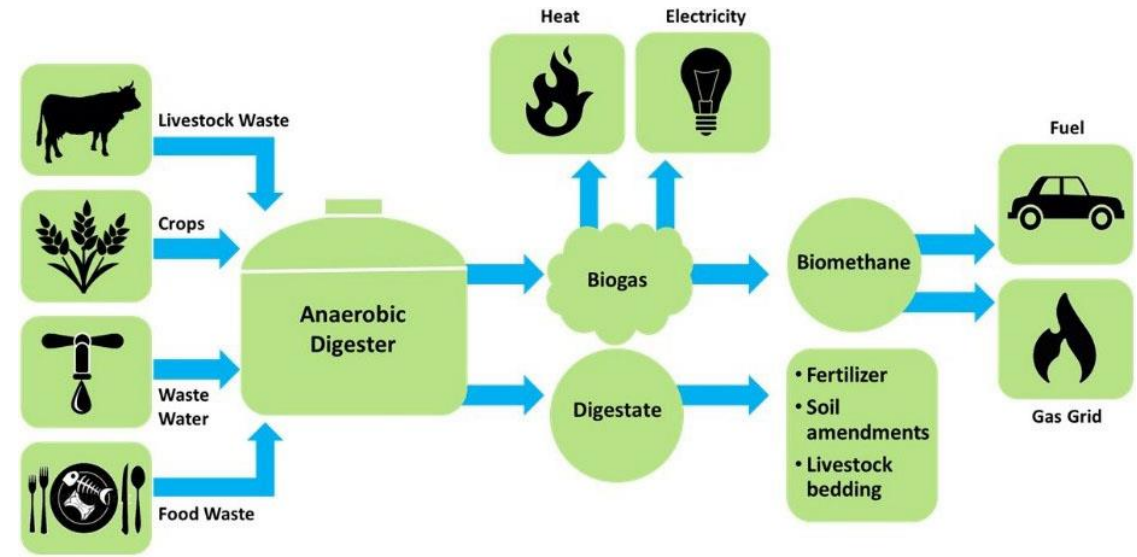 Heat
Electricity
Livestock Waste
Crops
Waste
Water
Food Waste
Anaerobic
Digester
Biogas
Digestate
Biomethane
• Fertilizer
• Soil
amendments
• Livestock
bedding
Fuel
Gas Grid